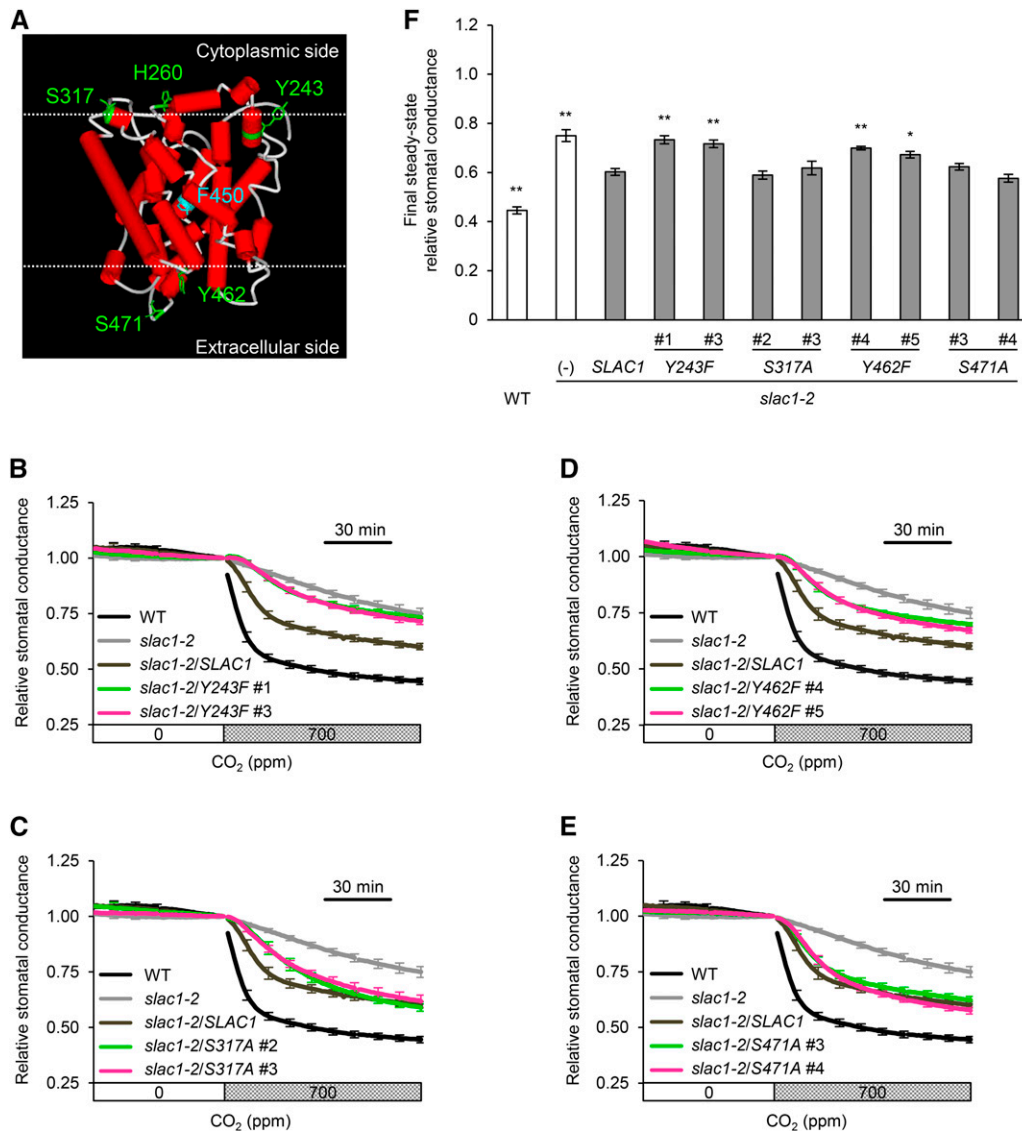 A
Cytoplasmic side
H260
S317
Y243
F450
Y462
S471
Extracellular side
F
Final steady-state
relative stomatal conductance
1.2
1.0
0.8
0.6
0.4
0.2
0
** ** ** ** ** *
#1 #3 #2 #3 #4 #5 #3 #4
(-) SLAC1 Y243F S317A Y462F S471A
WT slac1-2
B
Relative stomatal conductance
1.25
1.00
0.75
0.50
0.25
30 min
WT
slac1-2
slac1-2/SLAC1
slac1-2/Y243F #1
slac1-2/Y243F #3
0 700
CO2 (ppm)
D
Relative stomatal conductance
1.25
1.00
0.75
0.50
0.25
30 min
WT
slac1-2
slac1-2/SLAC1
slac1-2/Y462F #4
slac1-2/Y462F #5
0 700
CO2 (ppm)
C
Relative stomatal conductance
1.25
1.00
0.75
0.50
0.25
30 min
WT
slac1-2
slac1-2/SLAC1
slac1-2/S317A #2
slac1-2/S317A #3
0 700
CO2 (ppm)
E
Relative stomatal conductance
1.25
1.00
0.75
0.50
0.25
30 min
WT
slac1-2
slac1-2/SLAC1
slac1-2/S471A #3
slac1-2/S471A #4
0 700
CO2 (ppm)